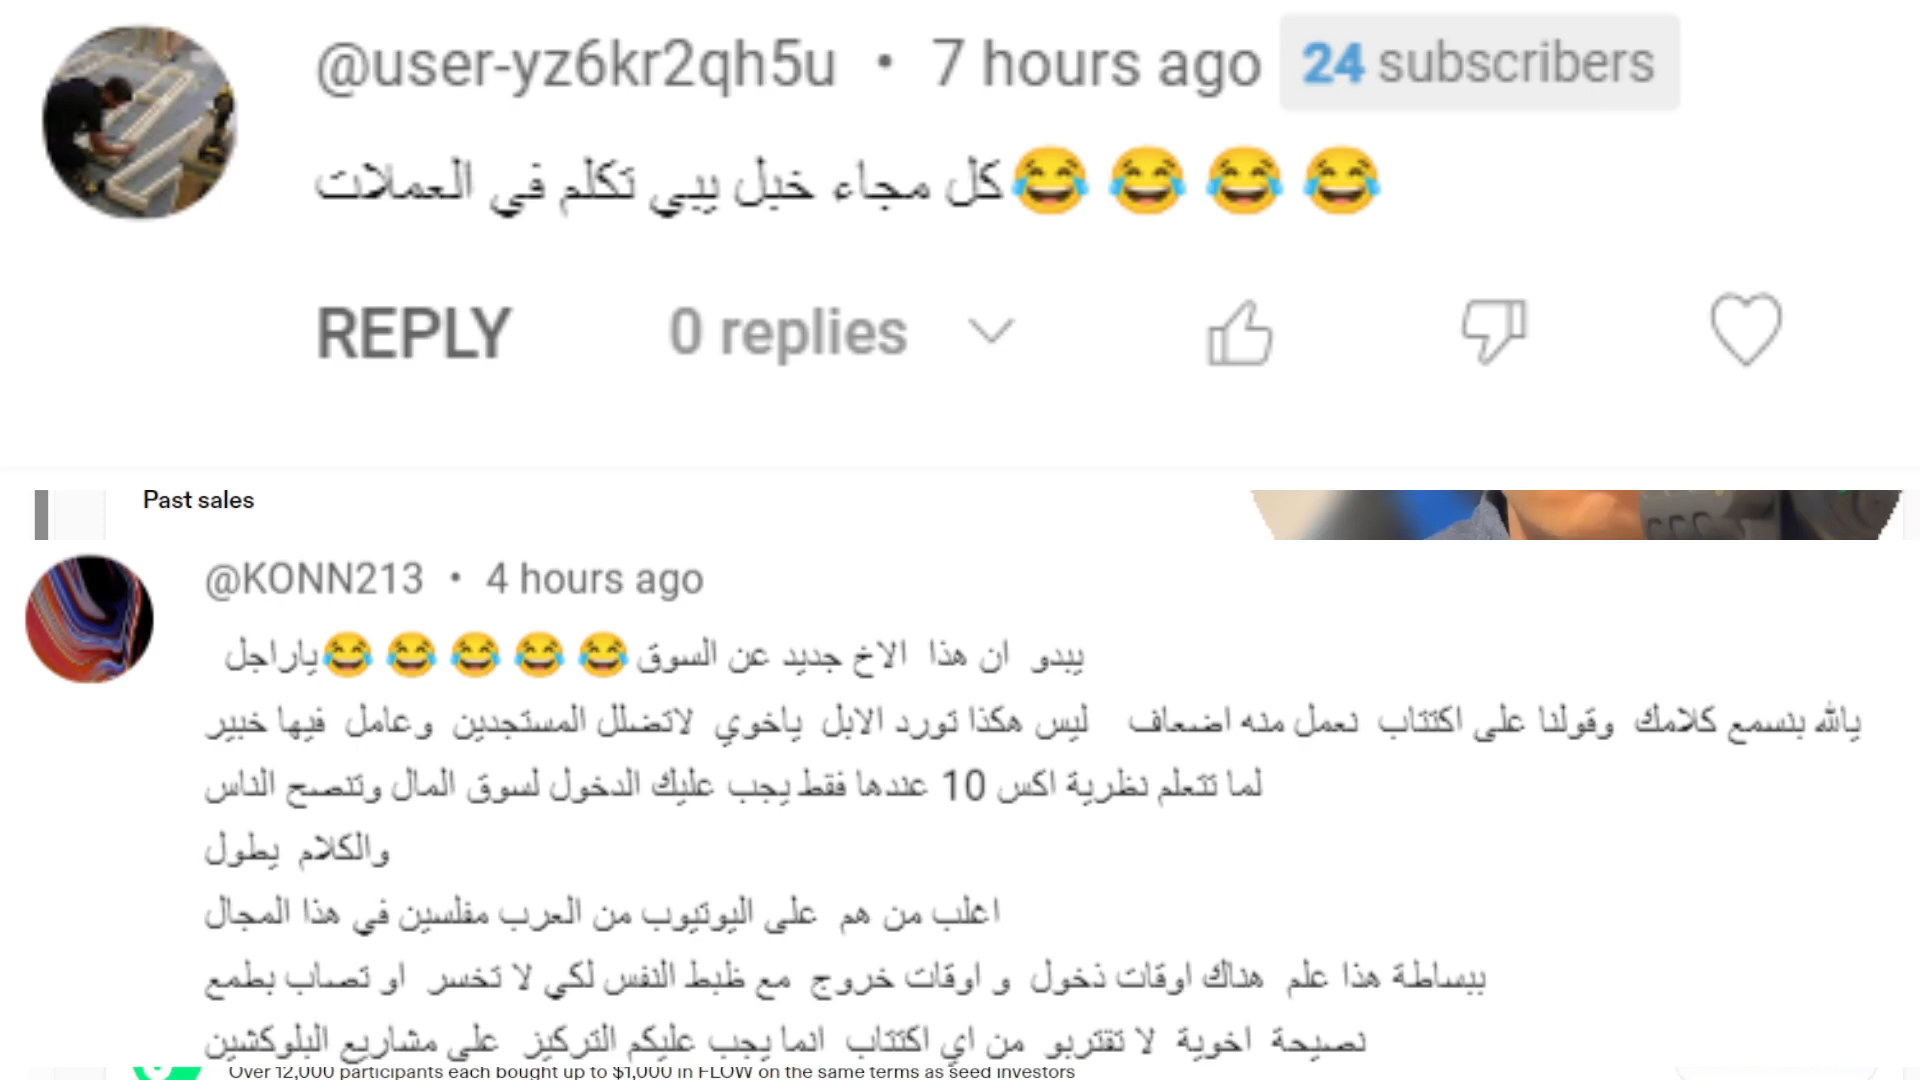 @user-yz6kr2qh5u • 7 hours ago 24 subscribers
كل مجاء خبل يبي تكلم في العملات😂😂😂😂
REPLY 0 replies
Past sales
@KONN213 • 4 hours ago
يبدو ان هذا الاخ جديد عن السوق😂😂😂😂😂ياراجل
يالله بنسمع كلامك وقولنا على اكتتاب نعمل منه اضعاف ليس هكذا تورد الابل ياخوي لاتضلل المستجدين وعامل فيها خبير
لما تتعلم نظرية اكس 10 عندها فقط يجب عليك الدخول لسوق المال وتنصح الناس
والكلام يطول
اغلب من هم على اليوتيوب من العرب مفلسين في هذا المجال
ببساطة هذا علم هناك اوقات ذخول و اوقات خروج مع ظبط النفس لكي لا تخسر او تصاب بطمع
نصيحة اخوية لا تقتربو من اي اكتتاب انما يجب عليكم التركيز على مشاريع البلوكشين
Over 12,000 participants each bought up to $1,000 in FLOW on the same terms as seed investors